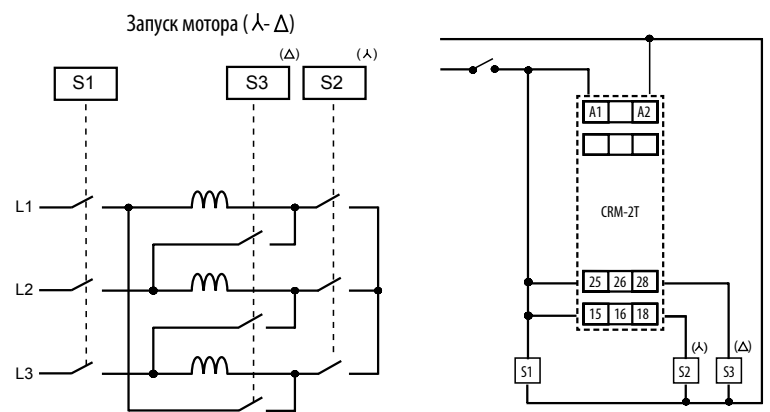 Запуск мотора (⅄-Δ)
(Δ) (⅄)
S1 S3 S2
L1
L2
L3
A1 A2
CRM-2T
25 26 28
15 16 18
(⅄) (Δ)
S1 S2 S3